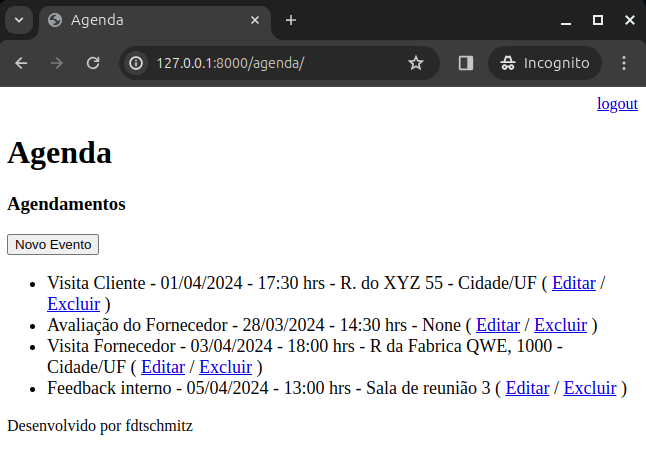 Agenda
127.0.0.1:8000/agenda/
Incognito
logout
Agenda
Agendamentos
Novo Evento
Visita Cliente - 01/04/2024 - 17:30 hrs - R. do XYZ 55 - Cidade/UF ( Editar /
Excluir )
Avaliação do Fornecedor - 28/03/2024 - 14:30 hrs - None ( Editar / Excluir )
Visita Fornecedor - 03/04/2024 - 18:00 hrs - R da Fabrica QWE, 1000 -
Cidade/UF ( Editar / Excluir )
Feedback interno - 05/04/2024 - 13:00 hrs - Sala de reunião 3 ( Editar / Excluir )
Desenvolvido por fdtschmitz